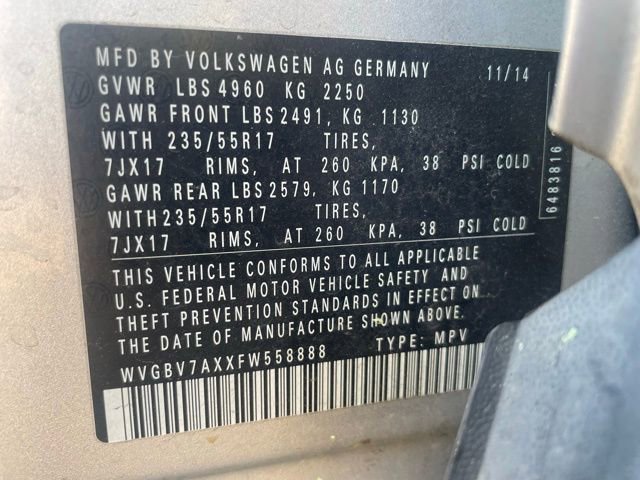 MFD BY VOLKSWAGEN AG GERMANY 11/14
GVWR LBS 4960 KG 2250
GAWR FRONT LBS 2491, KG 1130
WITH 235/55R17 TIRES,
7JX17 RIMS, AT 260 KPA, 38 PSI COLD
GAWR REAR LBS 2579, KG 1170
WITH 235/55R17 TIRES,
7JX17 RIMS, AT 260 KPA, 38 PSI COLD
THIS VEHICLE CONFORMS TO ALL APPLICABLE
U.S. FEDERAL MOTOR VEHICLE SAFETY AND
THEFT PREVENTION STANDARDS IN EFFECT ON
THE DATE OF MANUFACTURE SHOWN ABOVE.
WVGBV7AXXFW558888 TYPE: MPV
6483816